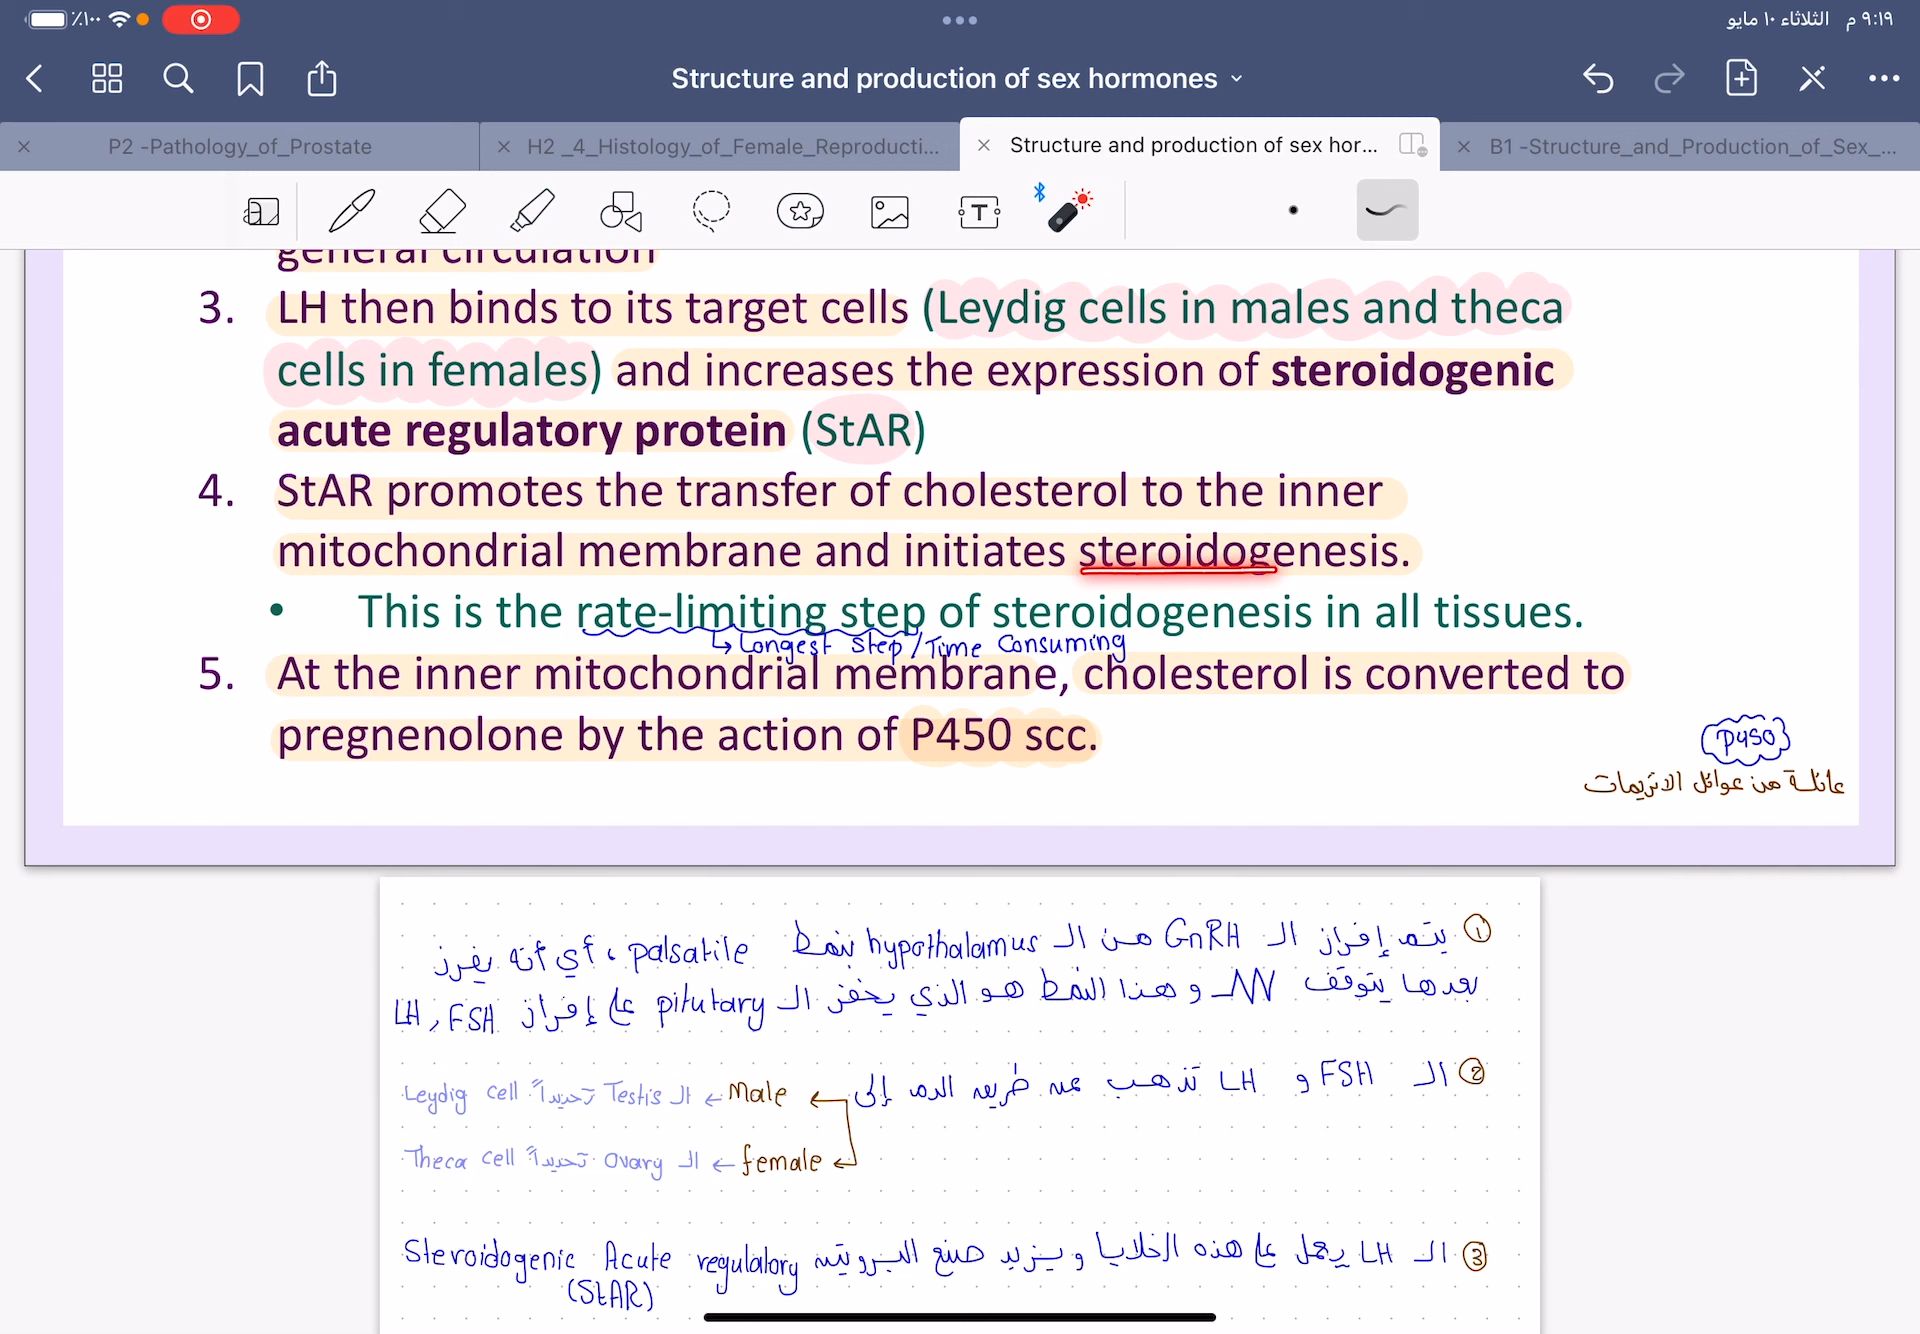 ٪١٠٠
٩:١٩ م الثلاثاء ١٠ مايو
Structure and production of sex hormones
P2 -Pathology_of_Prostate
H2 _4_Histology_of_Female_Reproducti...
Structure and production of sex hor...
B1 -Structure_and_Production_of_Sex_...
general circulation
3. LH then binds to its target cells (Leydig cells in males and theca
cells in females) and increases the expression of steroidogenic
acute regulatory protein (StAR)
4. StAR promotes the transfer of cholesterol to the inner
mitochondrial membrane and initiates steroidogenesis.
• This is the rate-limiting step of steroidogenesis in all tissues.
↳ Longest step / Time Consuming
5. At the inner mitochondrial membrane, cholesterol is converted to
pregnenolone by the action of P450 scc.
P450
عائلة من عوائل الانزيمات
① يتم إفراز الـ GnRH من الـ hypothalamus بنمط palsatile ، أي أنه يفرز
بعدها يتوقف و هذا النمط هو الذي يحفز الـ pitutary على إفراز LH , FSH
② الـ FSH و LH تذهب عن طريق الدم إلى
Male ← الـ Testis تحديداً Leydig cell
female ← الـ Ovary تحديداً Theca cell
③ الـ LH يعمل على هذه الخلايا و يزيد صنع البروتين Steroidogenic Acute regulatory
(StAR)